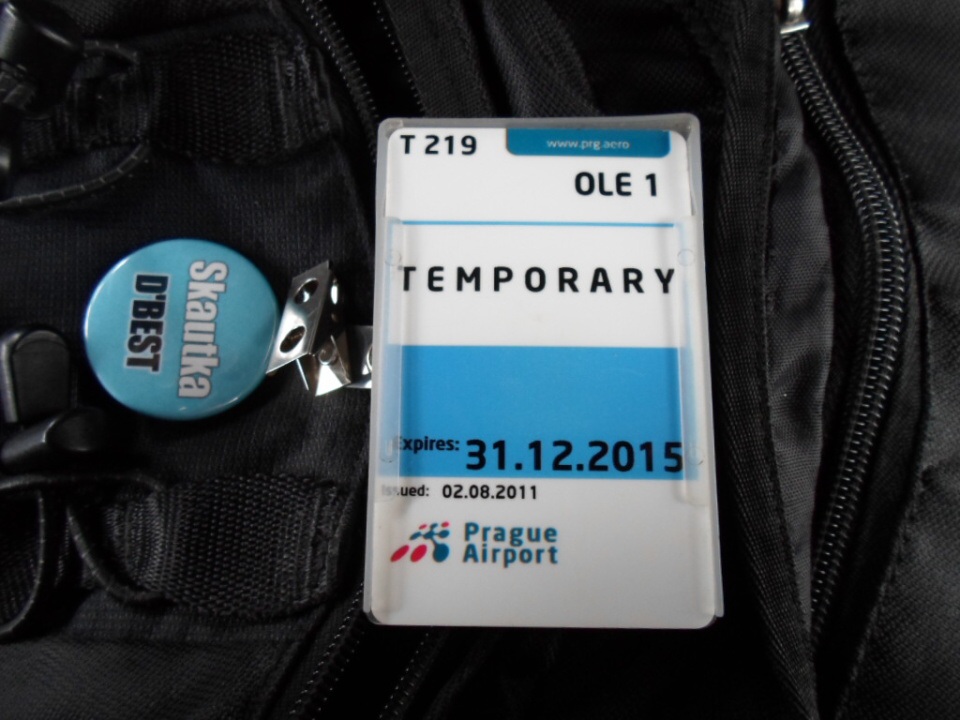 T 219
www.prg.aero
OLE 1
TEMPORARY
Expires: 31.12.2015
Issued: 02.08.2011
Prague
Airport
Skautka
D'BEST